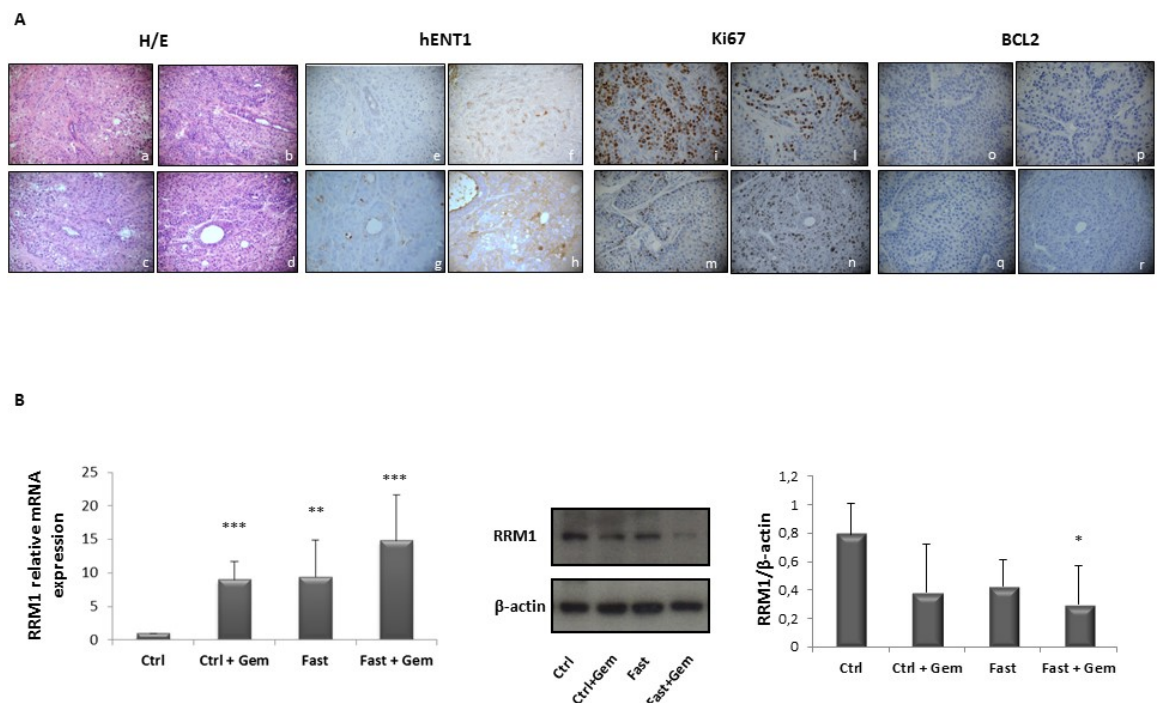 A
H/E
hENT1
Ki67
BCL2
a
b
e
f
i
l
o
p
c
d
g
h
m
n
q
r
B
RRM1 relative mRNA
expression
25
20
15
10
5
0
***
**
***
Ctrl
Ctrl + Gem
Fast
Fast + Gem
RRM1
β-actin
Ctrl
Ctrl+Gem
Fast
Fast+Gem
RRM1/β-actin
1,2
1
0,8
0,6
0,4
0,2
0
*
Ctrl
Ctrl + Gem
Fast
Fast + Gem